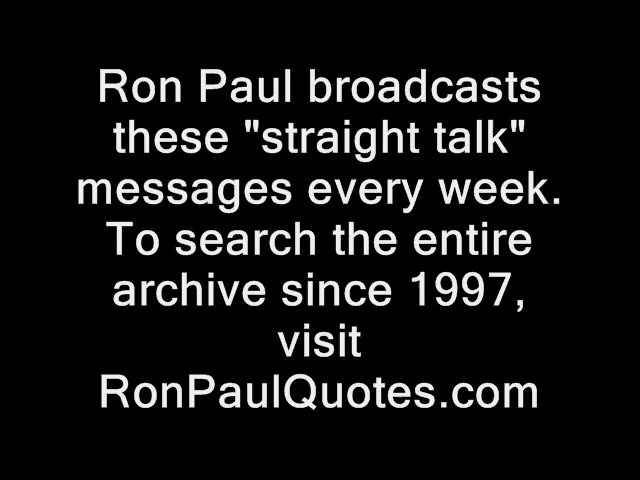 Ron Paul broadcasts
these "straight talk"
messages every week.
To search the entire
archive since 1997,
visit
RonPaulQuotes.com